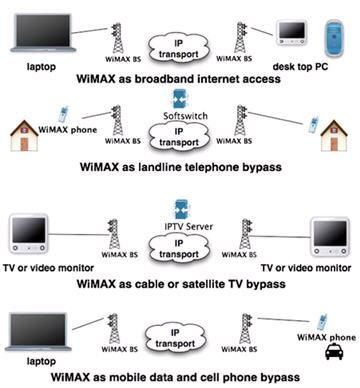 IP
transport
WiMAX BS
WiMAX BS
laptop
desk top PC
WiMAX as broadband internet access
Softswitch
WiMAX phone
IP
transport
WiMAX BS
WiMAX BS
WiMAX as landline telephone bypass
IPTV Server
IP
transport
WiMAX BS
WiMAX BS
TV or video monitor
TV or video monitor
WiMAX as cable or satellite TV bypass
IP
transport
WiMAX BS
WiMAX BS
WiMAX phone
laptop
WiMAX as mobile data and cell phone bypass